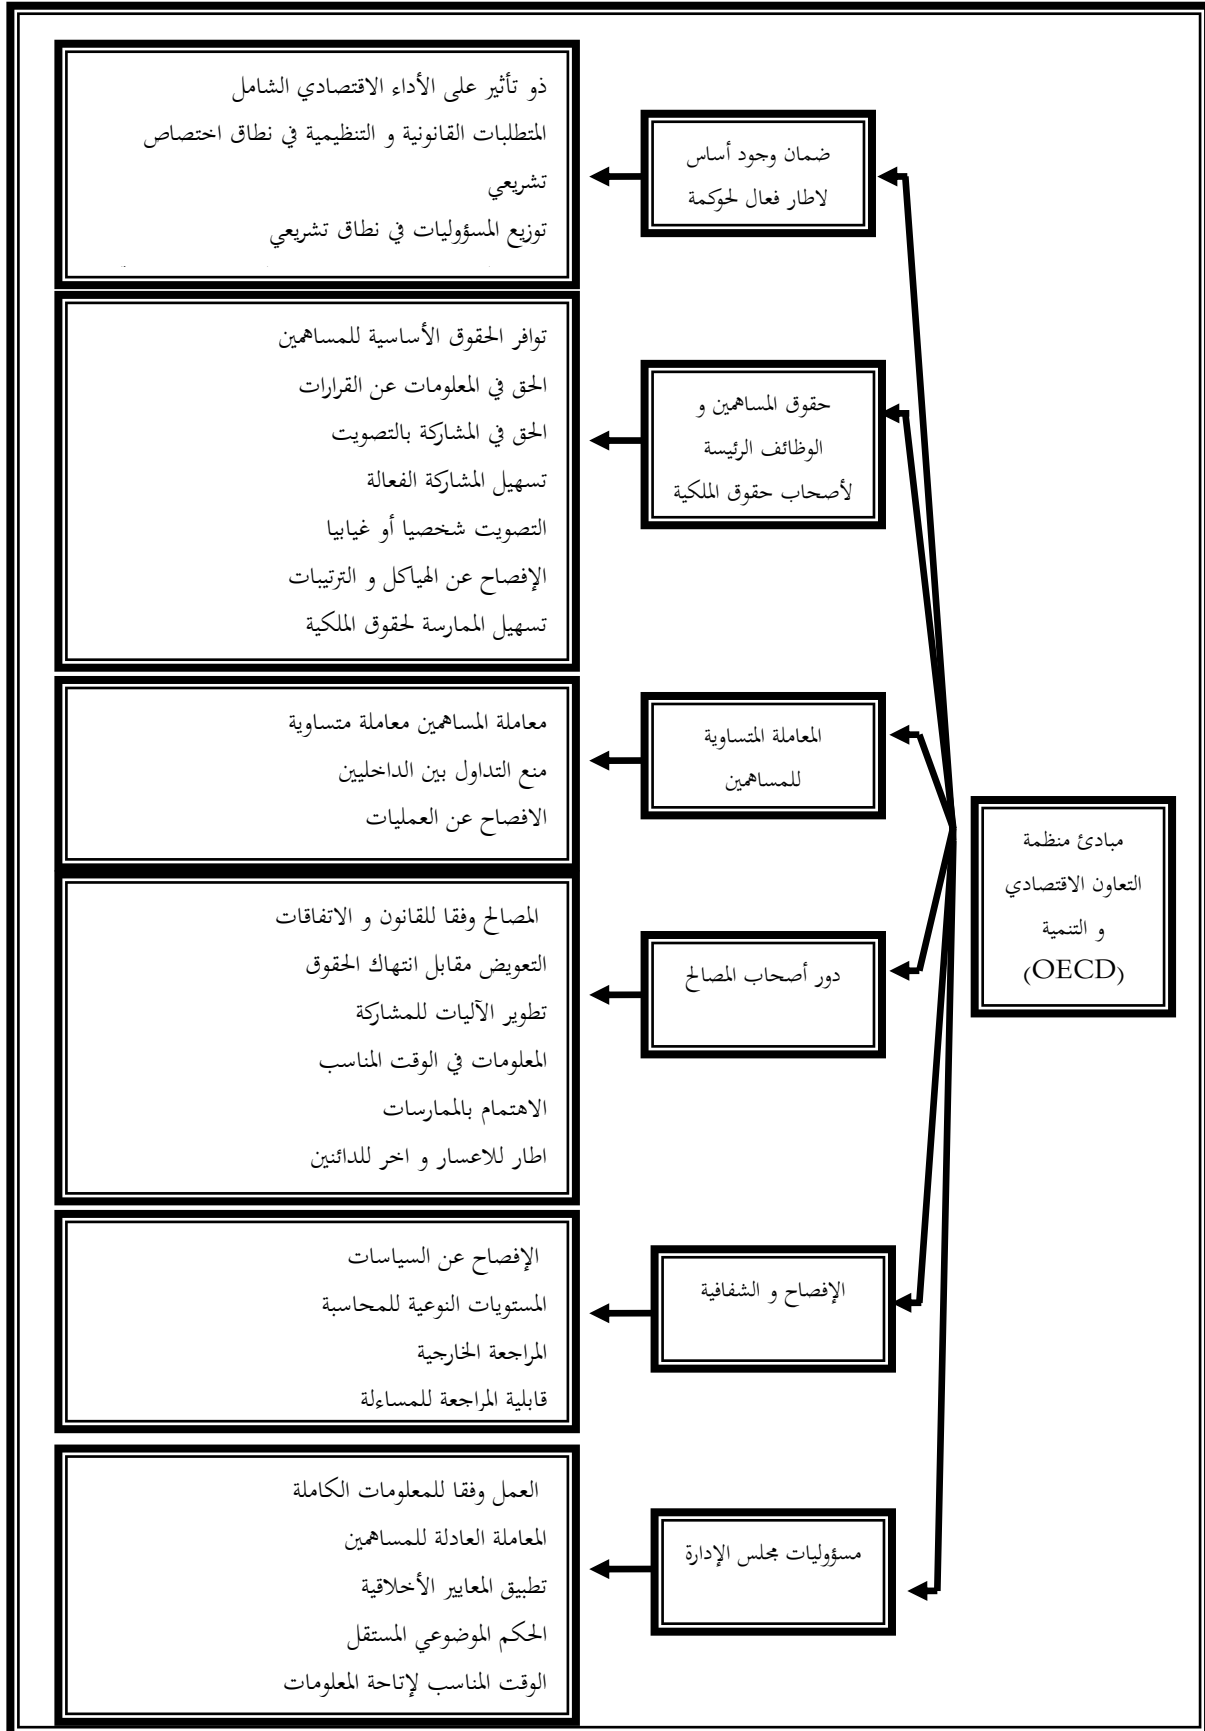 مبادئ منظمة
التعاون الاقتصادي
و التنمية
(OECD)
ضمان وجود أساس
لاطار فعال لحوكمة
ذو تأثير على الأداء الاقتصادي الشامل
المتطلبات القانونية و التنظيمية في نطاق اختصاص
تشريعي
توزيع المسؤوليات في نطاق تشريعي
حقوق المساهمين و
الوظائف الرئيسة
لأصحاب حقوق الملكية
توافر الحقوق الأساسية للمساهمين
الحق في المعلومات عن القرارات
الحق في المشاركة بالتصويت
تسهيل المشاركة الفعالة
التصويت شخصيا أو غيابيا
الإفصاح عن الهياكل و الترتيبات
تسهيل الممارسة لحقوق الملكية
المعاملة المتساوية
للمساهمين
معاملة المساهمين معاملة متساوية
منع التداول بين الداخليين
الافصاح عن العمليات
دور أصحاب المصالح
المصالح وفقا للقانون و الاتفاقات
التعويض مقابل انتهاك الحقوق
تطوير الآليات للمشاركة
المعلومات في الوقت المناسب
الاهتمام بالممارسات
اطار للاعسار و اخر للدائنين
الإفصاح و الشفافية
الإفصاح عن السياسات
المستويات النوعية للمحاسبة
المراجعة الخارجية
قابلية المراجعة للمساءلة
مسؤوليات مجلس الإدارة
العمل وفقا للمعلومات الكاملة
المعاملة العادلة للمساهمين
تطبيق المعايير الأخلاقية
الحكم الموضوعي المستقل
الوقت المناسب لإتاحة المعلومات